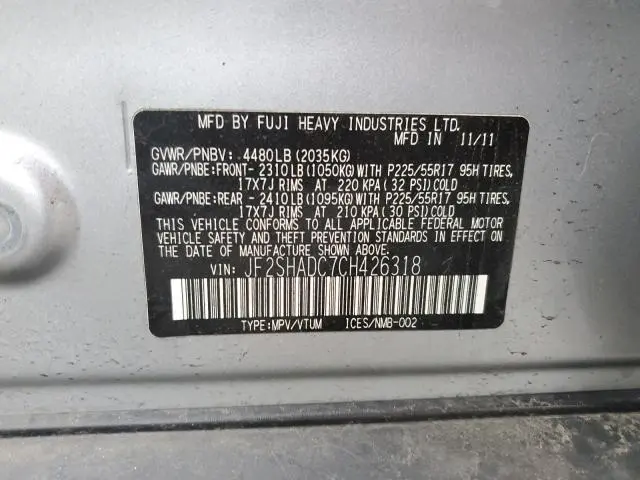 MFD BY FUJI HEAVY INDUSTRIES LTD.
MFD IN 11/11
GVWR/PNBV: 4480LB(2035KG)
GAWR/PNBE:FRONT- 2310LB(1050KG)WITH P225/55R17 95H TIRES,
17X7J RIMS AT 220 KPA(32 PSI)COLD
GAWR/PNBE:REAR - 2410LB(1095KG)WITH P225/55R17 95H TIRES,
17X7J RIMS AT 210 KPA(30 PSI)COLD
THIS VEHICLE CONFORMS TO ALL APPLICABLE FEDERAL MOTOR
VEHICLE SAFETY AND THEFT PREVENTION STANDARDS IN EFFECT
ON THE DATE OF MANUFACTURE SHOWN ABOVE.
VIN: JF2SHADC7CH426318
TYPE:MPV/VTUM ICES/NMB-002